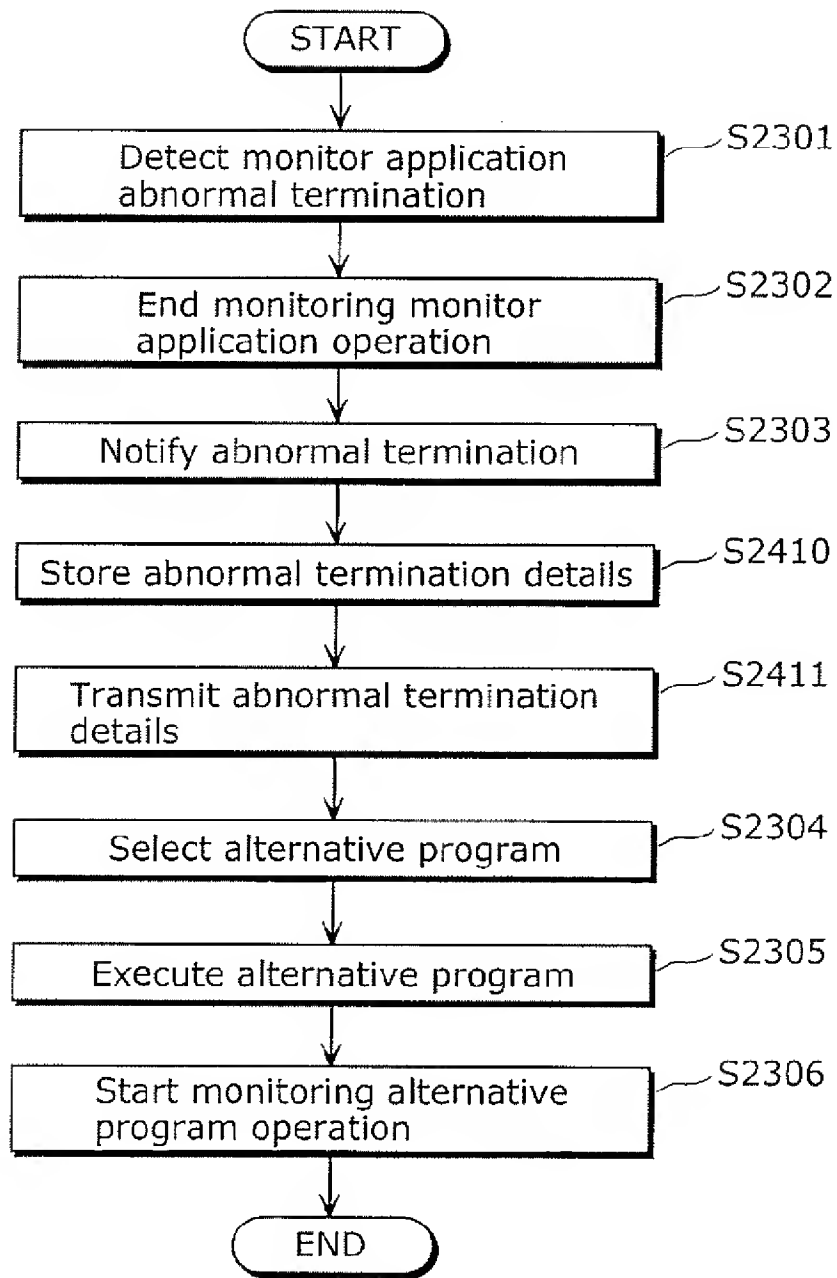 START
Detect monitor application
abnormal termination
S2301
End monitoring monitor
application operation
S2302
Notify abnormal termination
S2303
Store abnormal termination details
S2410
Transmit abnormal termination
details
S2411
Select alternative program
S2304
Execute alternative program
S2305
Start monitoring alternative
program operation
S2306
END